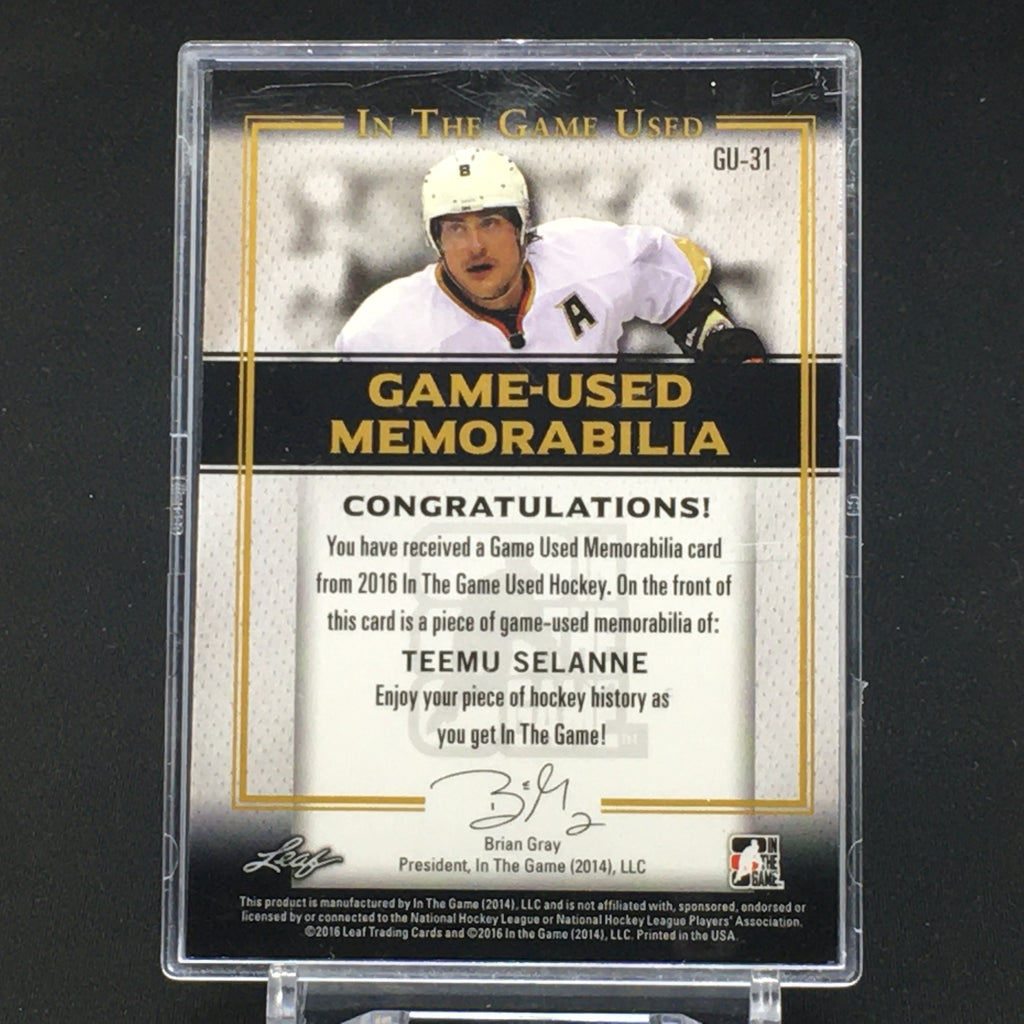 IN THE GAME USED
GU-31
8
A
GAME-USED
MEMORABILIA
CONGRATULATIONS!
You have received a Game Used Memorabilia card
from 2016 In The Game Used Hockey. On the front of
this card is a piece of game-used memorabilia of:
TEEMU SELANNE
Enjoy your piece of hockey history as
you get In The Game!
Brian Gray
President, In The Game (2014), LLC
Leaf
IN
THE
GAME
This product is manufactured by In The Game (2014), LLC and is not affiliated with, sponsored, endorsed or
licensed by or connected to the National Hockey League or National Hockey League Players' Association.
©2016 Leaf Trading Cards and ©2016 In the Game (2014), LLC. Printed in the USA.